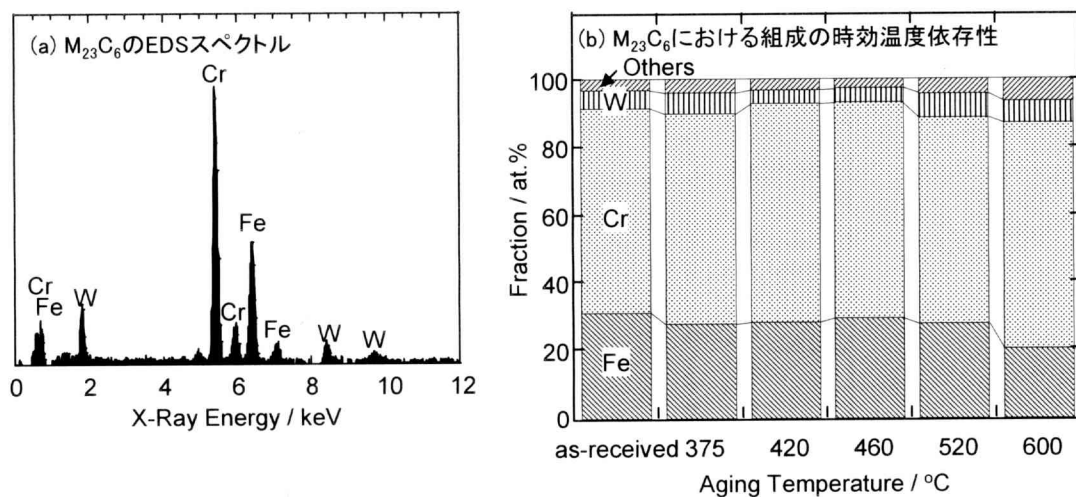 (a) M₂₃C₆のEDSスペクトル
Cr
Fe
Cr
Fe
W
Cr
Fe
W
W
0 2 4 6 8 10 12
X-Ray Energy / keV
(b) M₂₃C₆における組成の時効温度依存性
Others
W
Cr
Fe
100
80
60
40
20
0
Fraction / at.%
as-received 375 420 460 520 600
Aging Temperature / °C